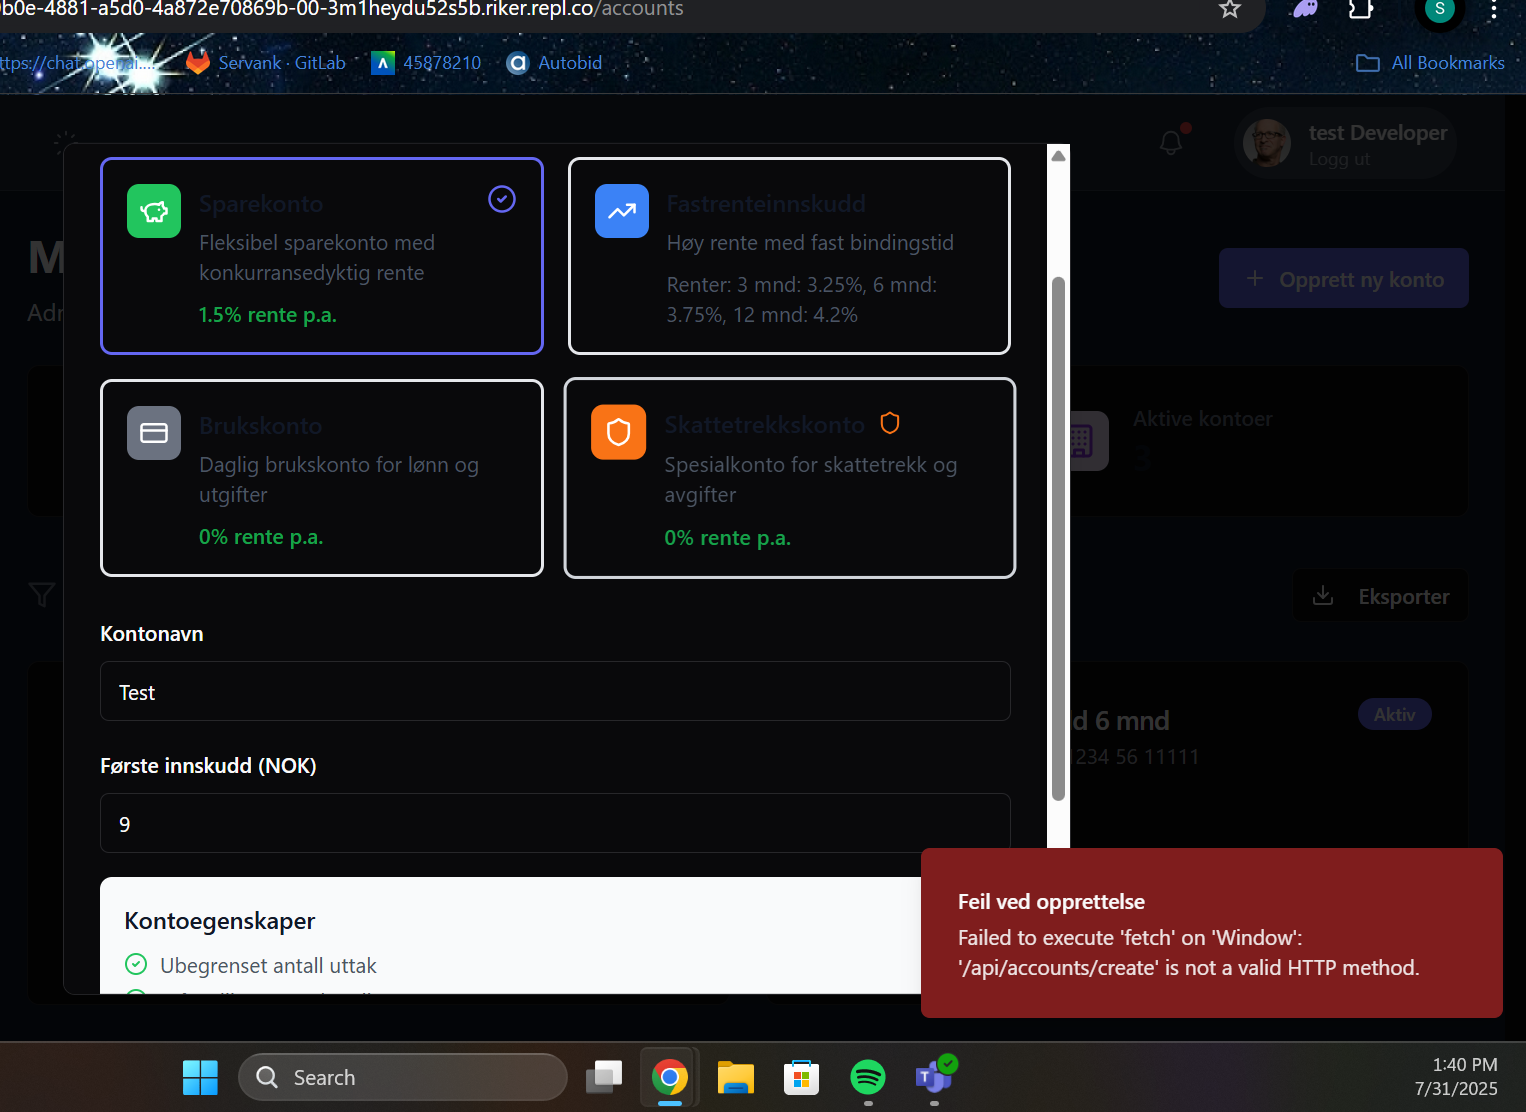 b0e-4881-a5d0-4a872e70869b-00-3m1heydu52s5b.riker.repl.co/accounts
S
ttps://chat.openai....
Servank · GitLab
45878210
Autobid
All Bookmarks
test Developer
Logg ut
M
Adr
+ Opprett ny konto
Sparekonto
Fleksibel sparekonto med
konkurransedyktig rente
1.5% rente p.a.
Fastrenteinnskudd
Høy rente med fast bindingstid
Renter: 3 mnd: 3.25%, 6 mnd:
3.75%, 12 mnd: 4.2%
Brukskonto
Daglig brukskonto for lønn og
utgifter
0% rente p.a.
Skattetrekkskonto
Spesialkonto for skattetrekk og
avgifter
0% rente p.a.
Aktive kontoer
3
Eksporter
Kontonavn
Test
Første innskudd (NOK)
9
d 6 mnd
Aktiv
1234 56 11111
Kontoegenskaper
Ubegrenset antall uttak
Feil ved opprettelse
Failed to execute 'fetch' on 'Window':
'/api/accounts/create' is not a valid HTTP method.
Search
T
1:40 PM
7/31/2025